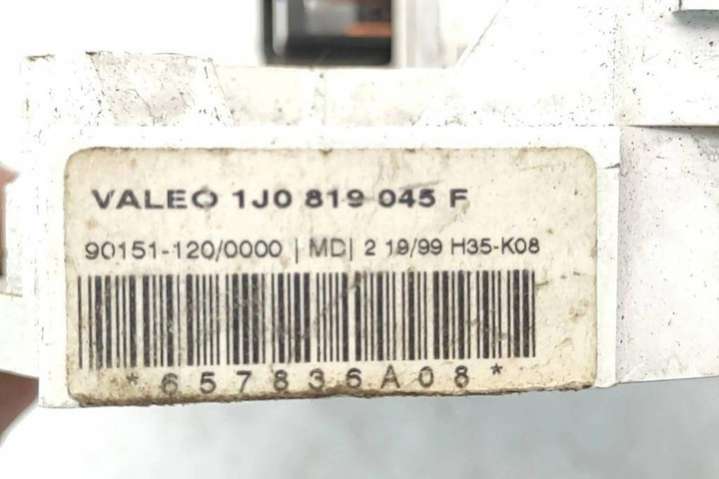 VALEO 1J0 819 045 F
90151-120/0000 | MD| 2 19/99 H35-K08
*657836A08*